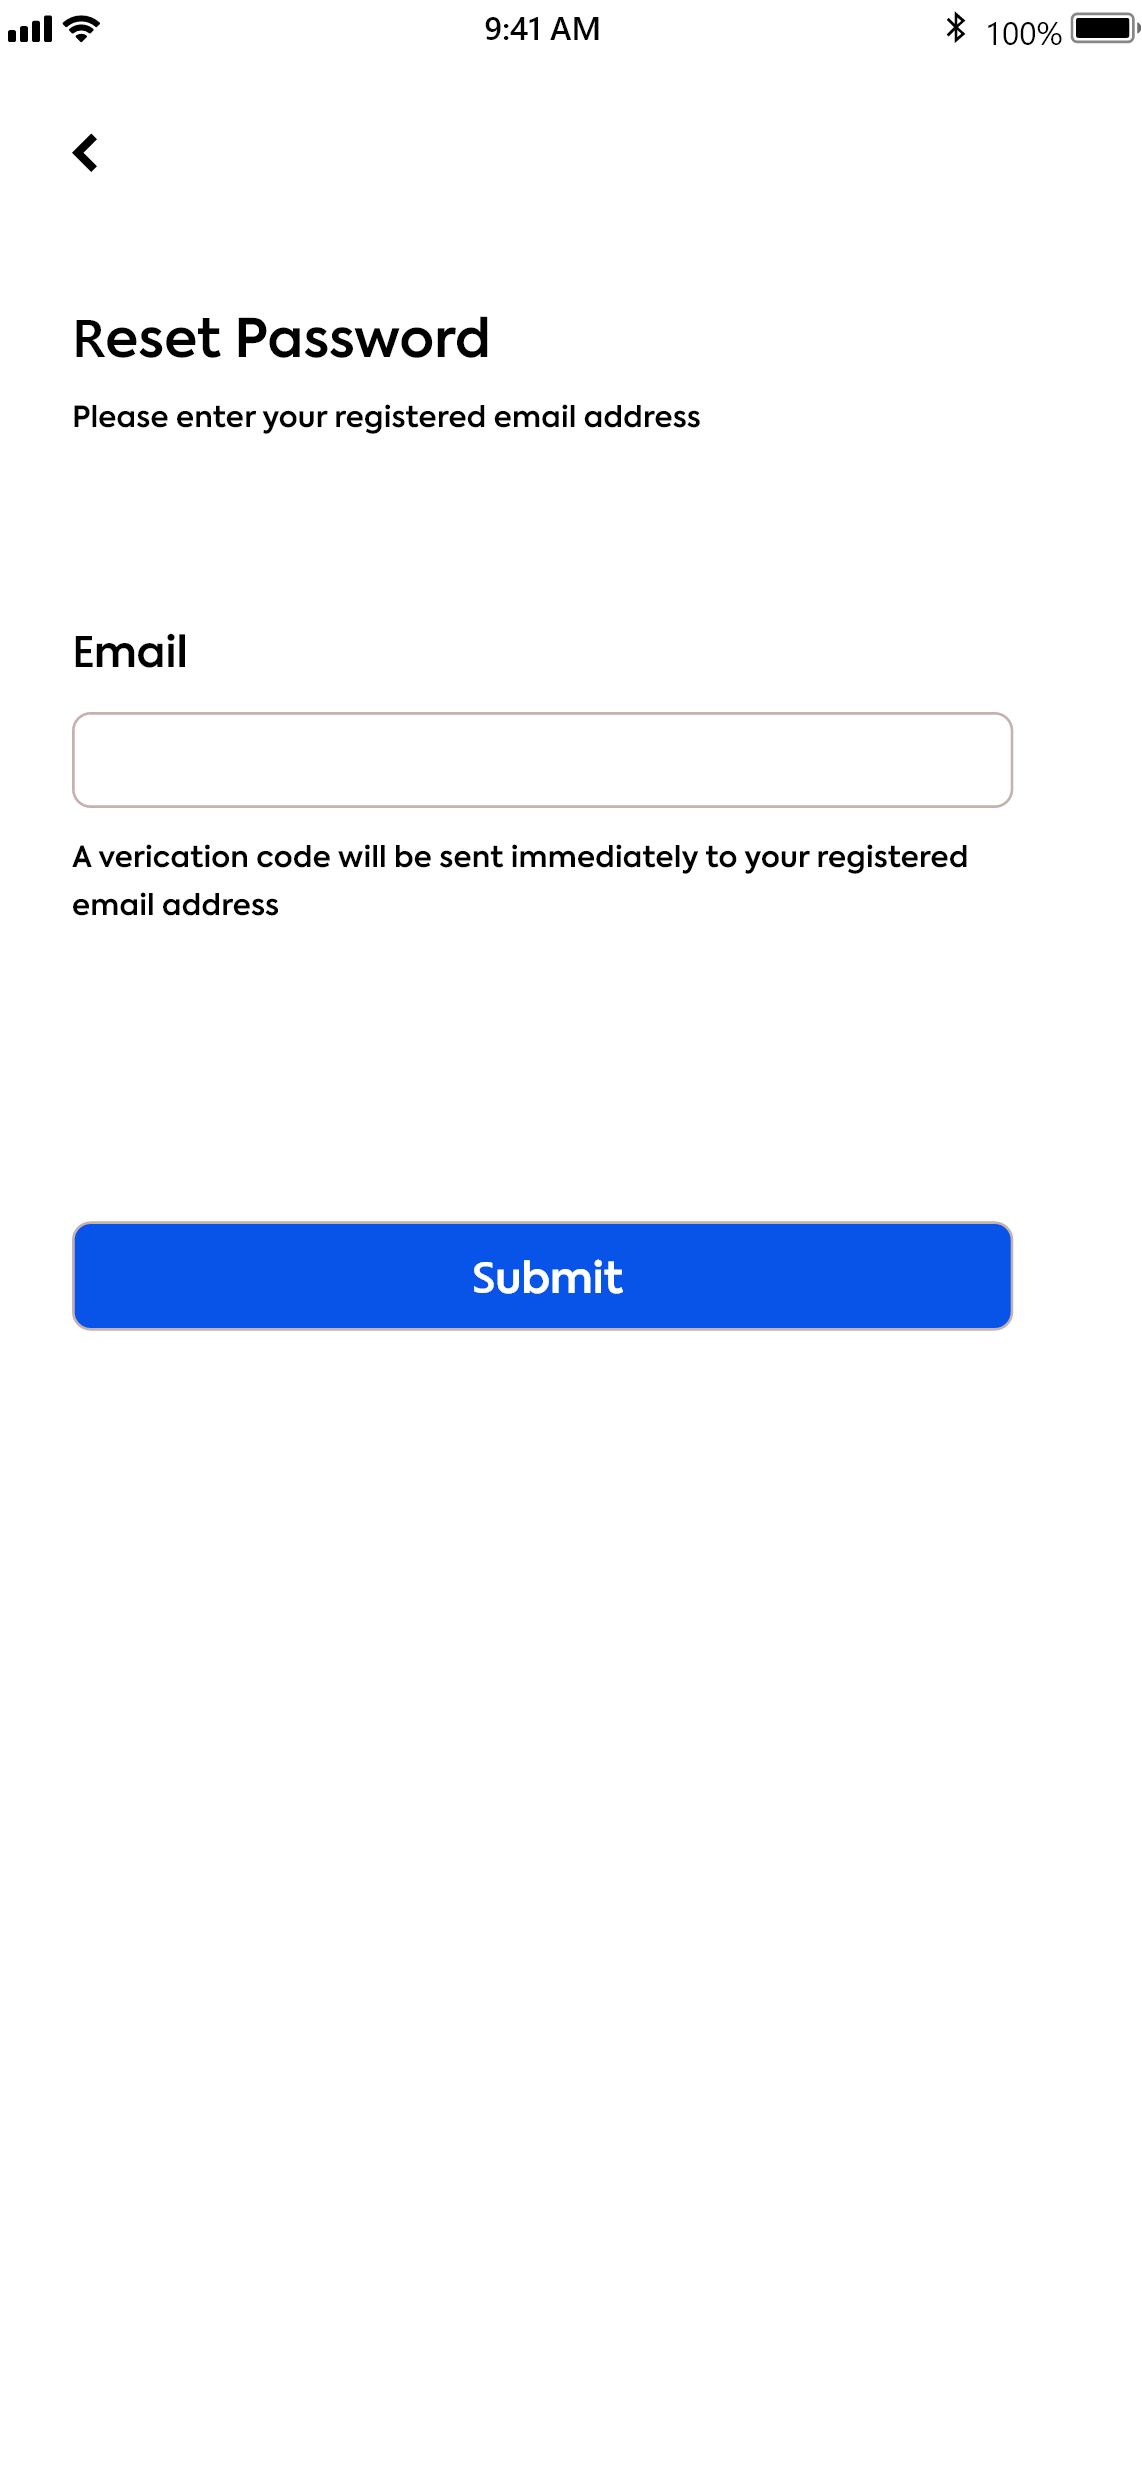 9:41 AM 100%
Reset Password
Please enter your registered email address
Email
A verication code will be sent immediately to your registered
email address
Submit